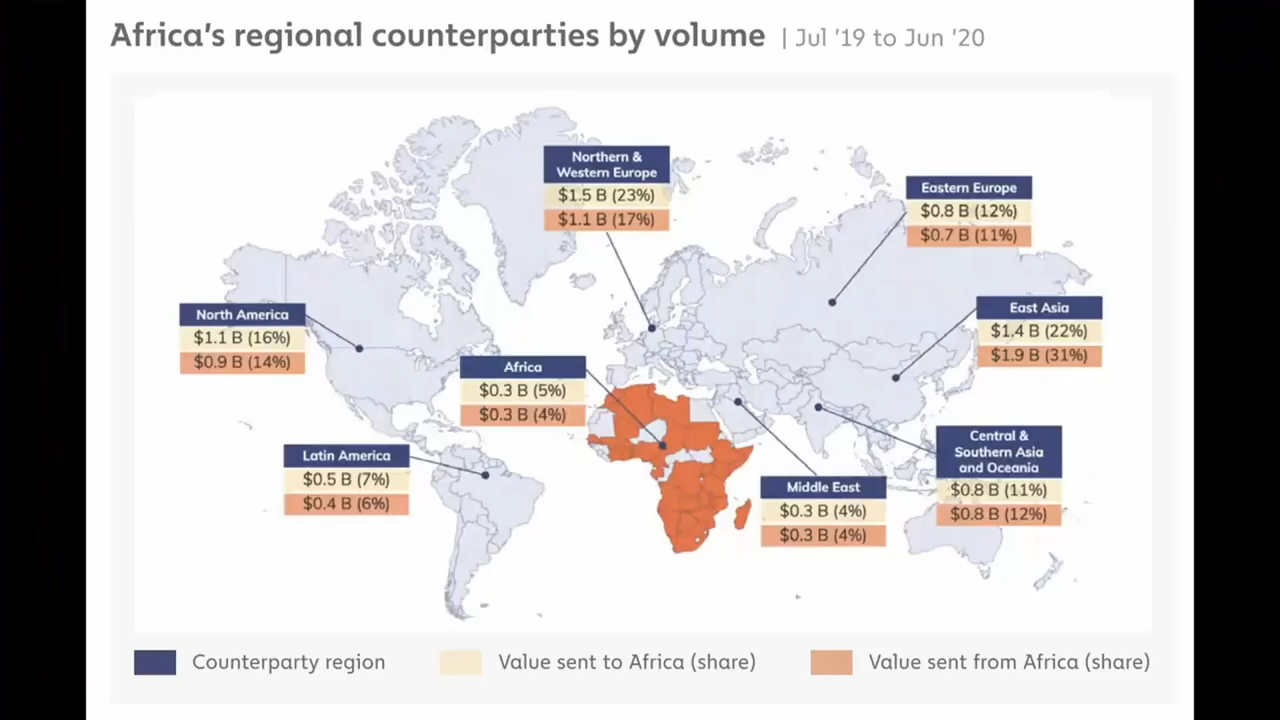 Africa's regional counterparties by volume | Jul '19 to Jun '20
Northern &
Western Europe
$1.5 B (23%)
$1.1 B (17%)
Eastern Europe
$0.8 B (12%)
$0.7 B (11%)
North America
$1.1 B (16%)
$0.9 B (14%)
East Asia
$1.4 B (22%)
$1.9 B (31%)
Africa
$0.3 B (5%)
$0.3 B (4%)
Latin America
$0.5 B (7%)
$0.4 B (6%)
Central &
Southern Asia
and Oceania
$0.8 B (11%)
$0.8 B (12%)
Middle East
$0.3 B (4%)
$0.3 B (4%)
Counterparty region
Value sent to Africa (share)
Value sent from Africa (share)